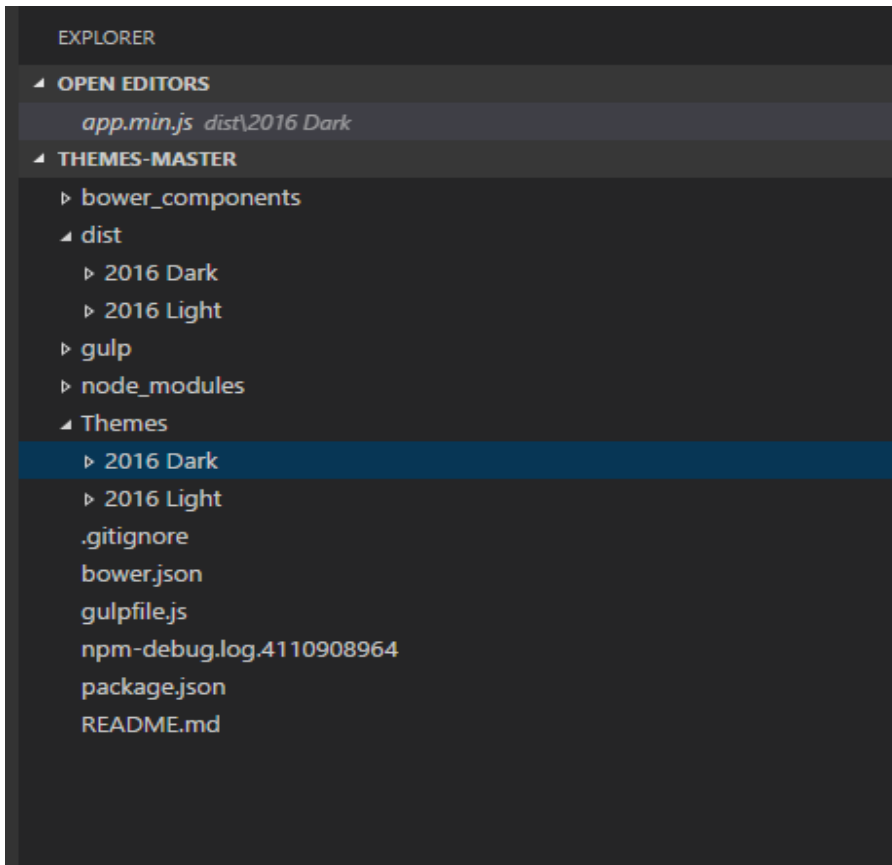 EXPLORER
OPEN EDITORS
app.min.js dist\2016 Dark
THEMES-MASTER
bower_components
dist
2016 Dark
2016 Light
gulp
node_modules
Themes
2016 Dark
2016 Light
.gitignore
bower.json
gulpfile.js
npm-debug.log.4110908964
package.json
README.md